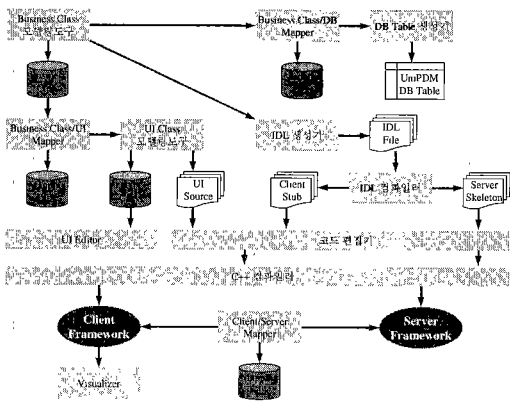 Business Class
모델링 도구
Business Class/DB
Mapper
DB Table 생성기
UniPDM
DB Table
Business Class/UI
Mapper
UI Class
모델링 도구
IDL 생성기
IDL
File
UI
Source
Client
Stub
IDL 컴파일러
Server
Skeleton
UI Editor
코드 편집기
C++ 컴파일러
Client
Framework
Client/Server
Mapper
Server
Framework
Visualizer